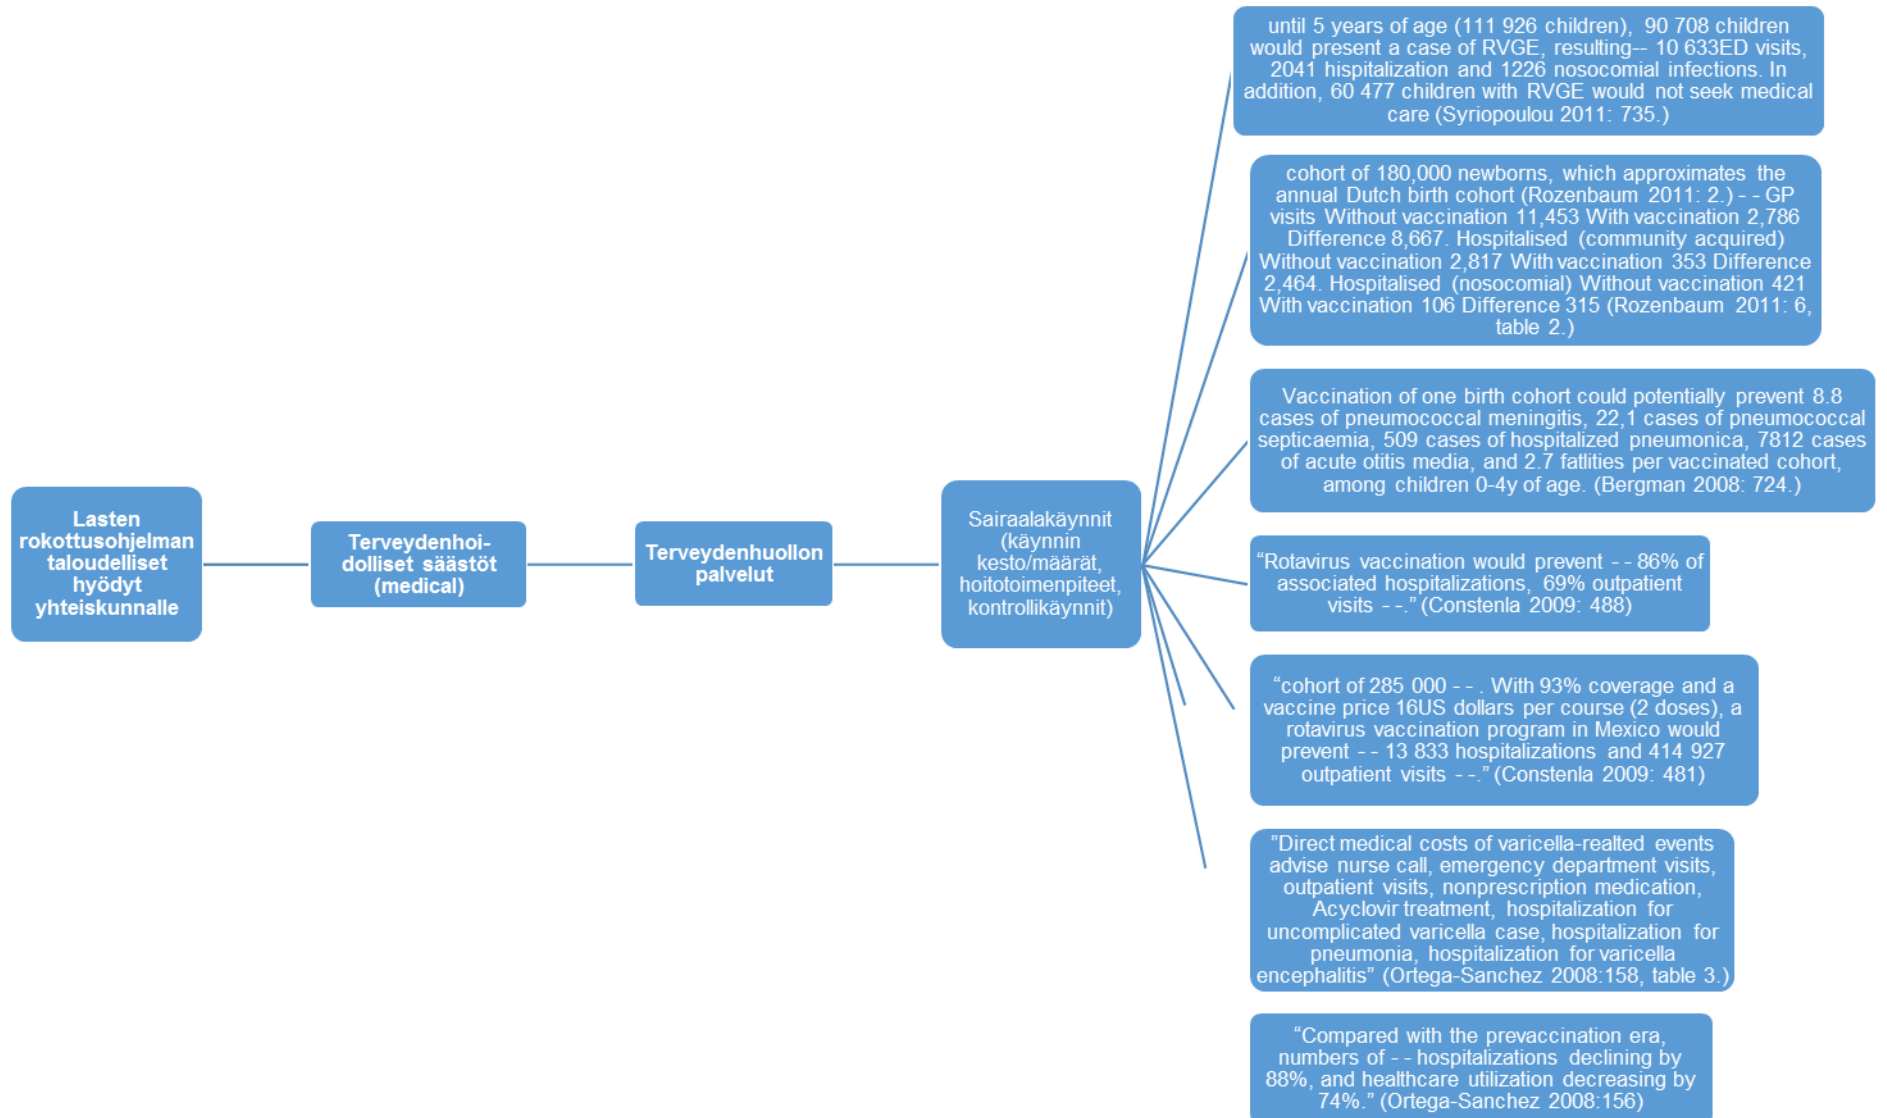 Lasten
rokottusohjelman
taloudelliset
hyödyt
yhteiskunnalle
Terveydenhoi-
dolliset säästöt
(medical)
Terveydenhuollon
palvelut
Sairaalakäynnit
(käynnin
kesto/määrät,
hoitotoimenpiteet,
kontrollikäynnit)
until 5 years of age (111 926 children), 90 708 children
would present a case of RVGE, resulting-- 10 633ED visits,
2041 hispitalization and 1226 nosocomial infections. In
addition, 60 477 children with RVGE would not seek medical
care (Syriopoulou 2011: 735.)
cohort of 180,000 newborns, which approximates the
annual Dutch birth cohort (Rozenbaum 2011: 2.) - - GP
visits Without vaccination 11,453 With vaccination 2,786
Difference 8,667. Hospitalised (community acquired)
Without vaccination 2,817 With vaccination 353 Difference
2,464. Hospitalised (nosocomial) Without vaccination 421
With vaccination 106 Difference 315 (Rozenbaum 2011: 6,
table 2.)
Vaccination of one birth cohort could potentially prevent 8.8
cases of pneumococcal meningitis, 22,1 cases of pneumococcal
septicaemia, 509 cases of hospitalized pneumonica, 7812 cases
of acute otitis media, and 2.7 fatlities per vaccinated cohort,
among children 0-4y of age. (Bergman 2008: 724.)
“Rotavirus vaccination would prevent - - 86% of
associated hospitalizations, 69% outpatient
visits - -.” (Constenla 2009: 488)
“cohort of 285 000 - - . With 93% coverage and a
vaccine price 16US dollars per course (2 doses), a
rotavirus vaccination program in Mexico would
prevent - - 13 833 hospitalizations and 414 927
outpatient visits - -.” (Constenla 2009: 481)
”Direct medical costs of varicella-realted events
advise nurse call, emergency department visits,
outpatient visits, nonprescription medication,
Acyclovir treatment, hospitalization for
uncomplicated varicella case, hospitalization for
pneumonia, hospitalization for varicella
encephalitis” (Ortega-Sanchez 2008:158, table 3.)
“Compared with the prevaccination era,
numbers of - - hospitalizations declining by
88%, and healthcare utilization decreasing by
74%.” (Ortega-Sanchez 2008:156)